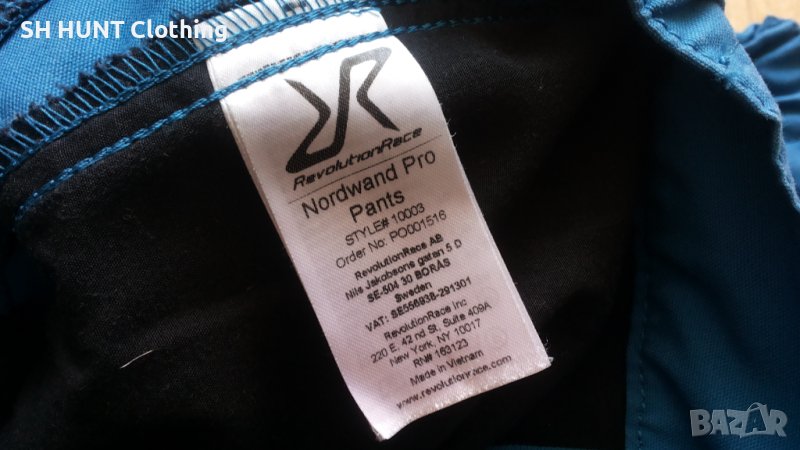 SH HUNT Clothing
RevolutionRace
Nordwand Pro
Pants
STYLE# 10003
Order No: PO001516
RevolutionRace AB
Nils Jakobsons gatan 5 D
SE-504 30 BORÅS
Sweden
VAT: SE556938-291301
RevolutionRace Inc
220 E. 42 nd St, Suite 409A
New York, NY 10017
RN# 163123
Made in Vietnam
www.revolutionrace.com
BAZAR